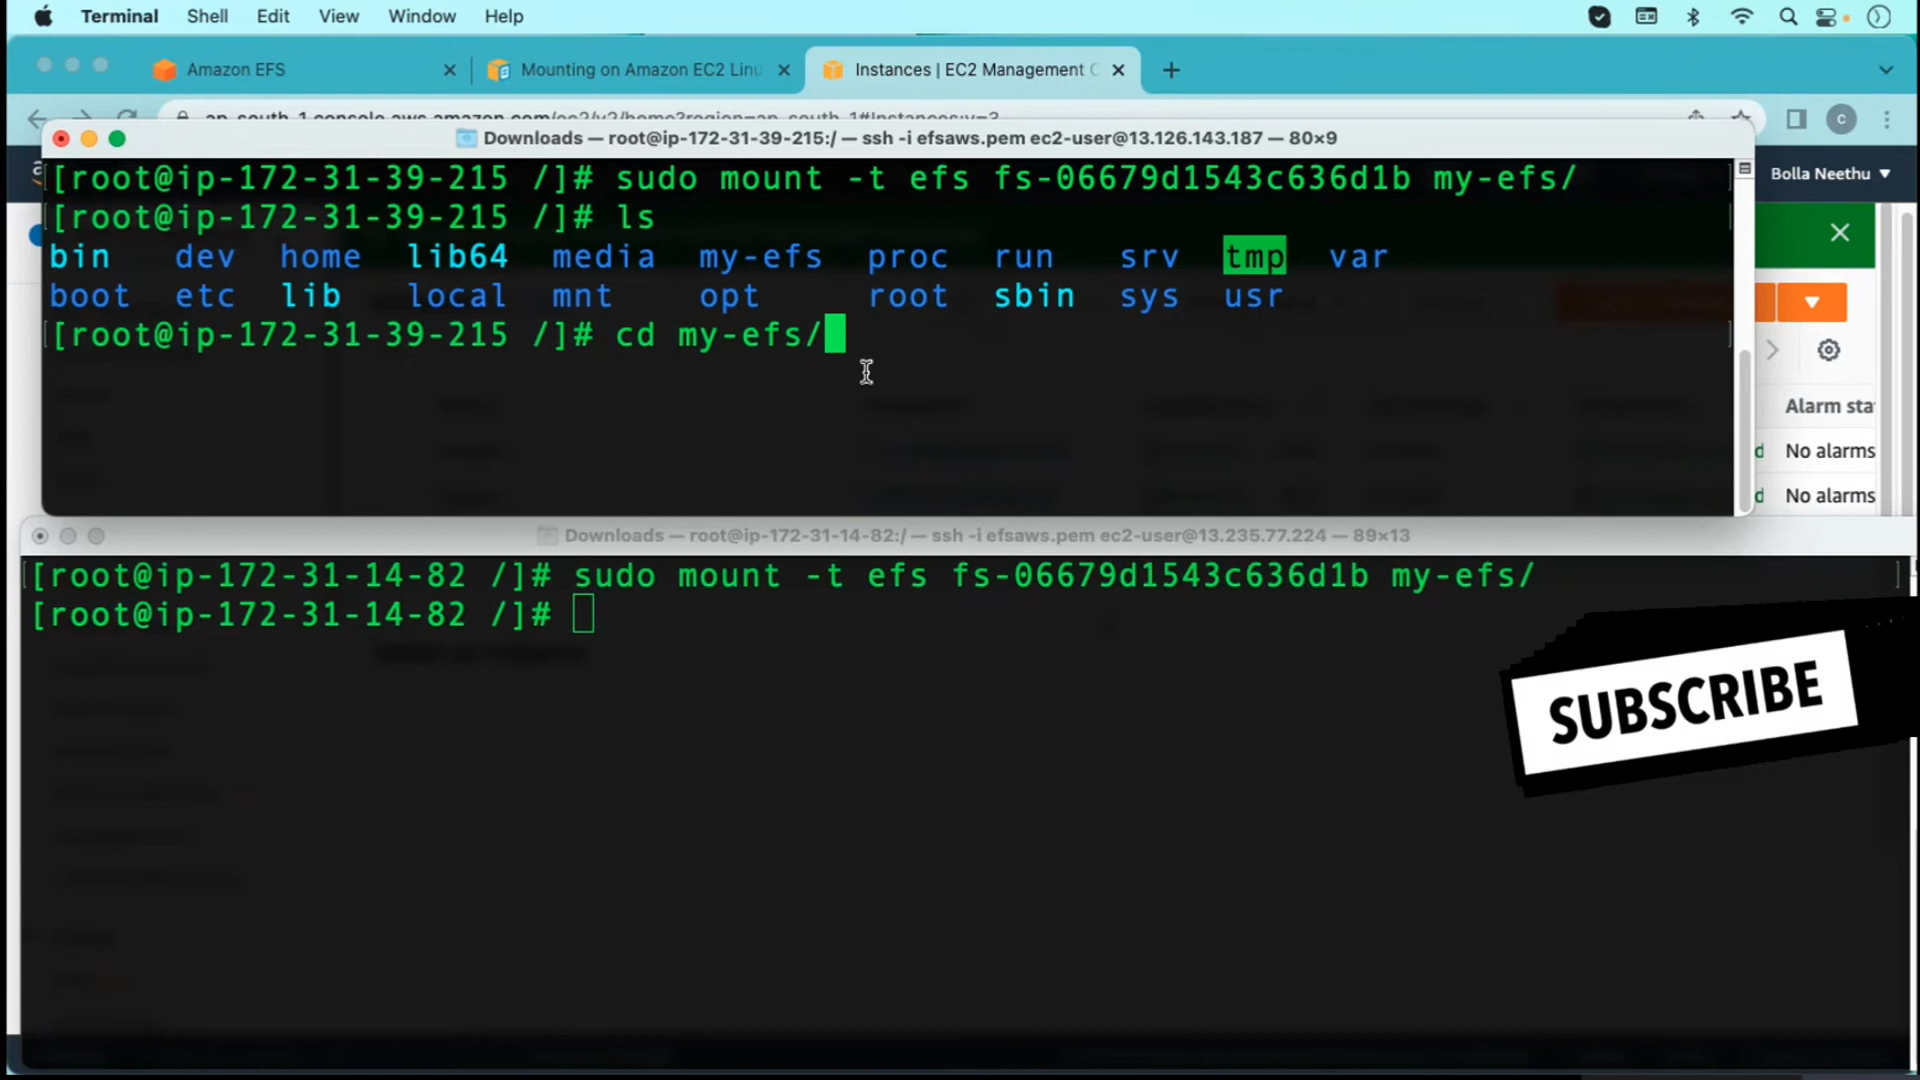 Terminal Shell Edit View Window Help
Amazon EFS
Mounting on Amazon EC2 Linu
Instances | EC2 Management C
Downloads — root@ip-172-31-39-215:/ — ssh -i efsaws.pem ec2-user@13.126.143.187 — 80×9
[[root@ip-172-31-39-215 /]# sudo mount -t efs fs-06679d1543c636d1b my-efs/ ]
[[root@ip-172-31-39-215 /]# ls ]
bin dev home lib64 media my-efs proc run srv tmp var
boot etc lib local mnt opt root sbin sys usr
[[root@ip-172-31-39-215 /]# cd my-efs/ ]
Bolla Neethu
Alarm sta
No alarms
No alarms
Downloads — root@ip-172-31-14-82:/ — ssh -i efsaws.pem ec2-user@13.235.77.224 — 89×13
[[root@ip-172-31-14-82 /]# sudo mount -t efs fs-06679d1543c636d1b my-efs/ ]
[root@ip-172-31-14-82 /]#
SUBSCRIBE